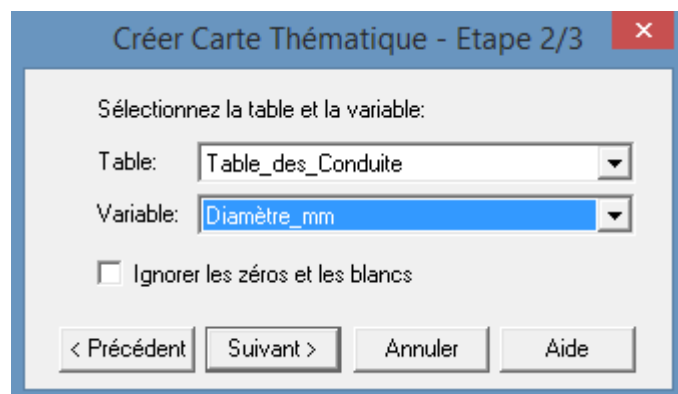 Créer Carte Thématique - Etape 2/3
Sélectionnez la table et la variable:
Table: Table_des_Conduite
Variable: Diamètre_mm
Ignorer les zéros et les blancs
< Précédent Suivant > Annuler Aide